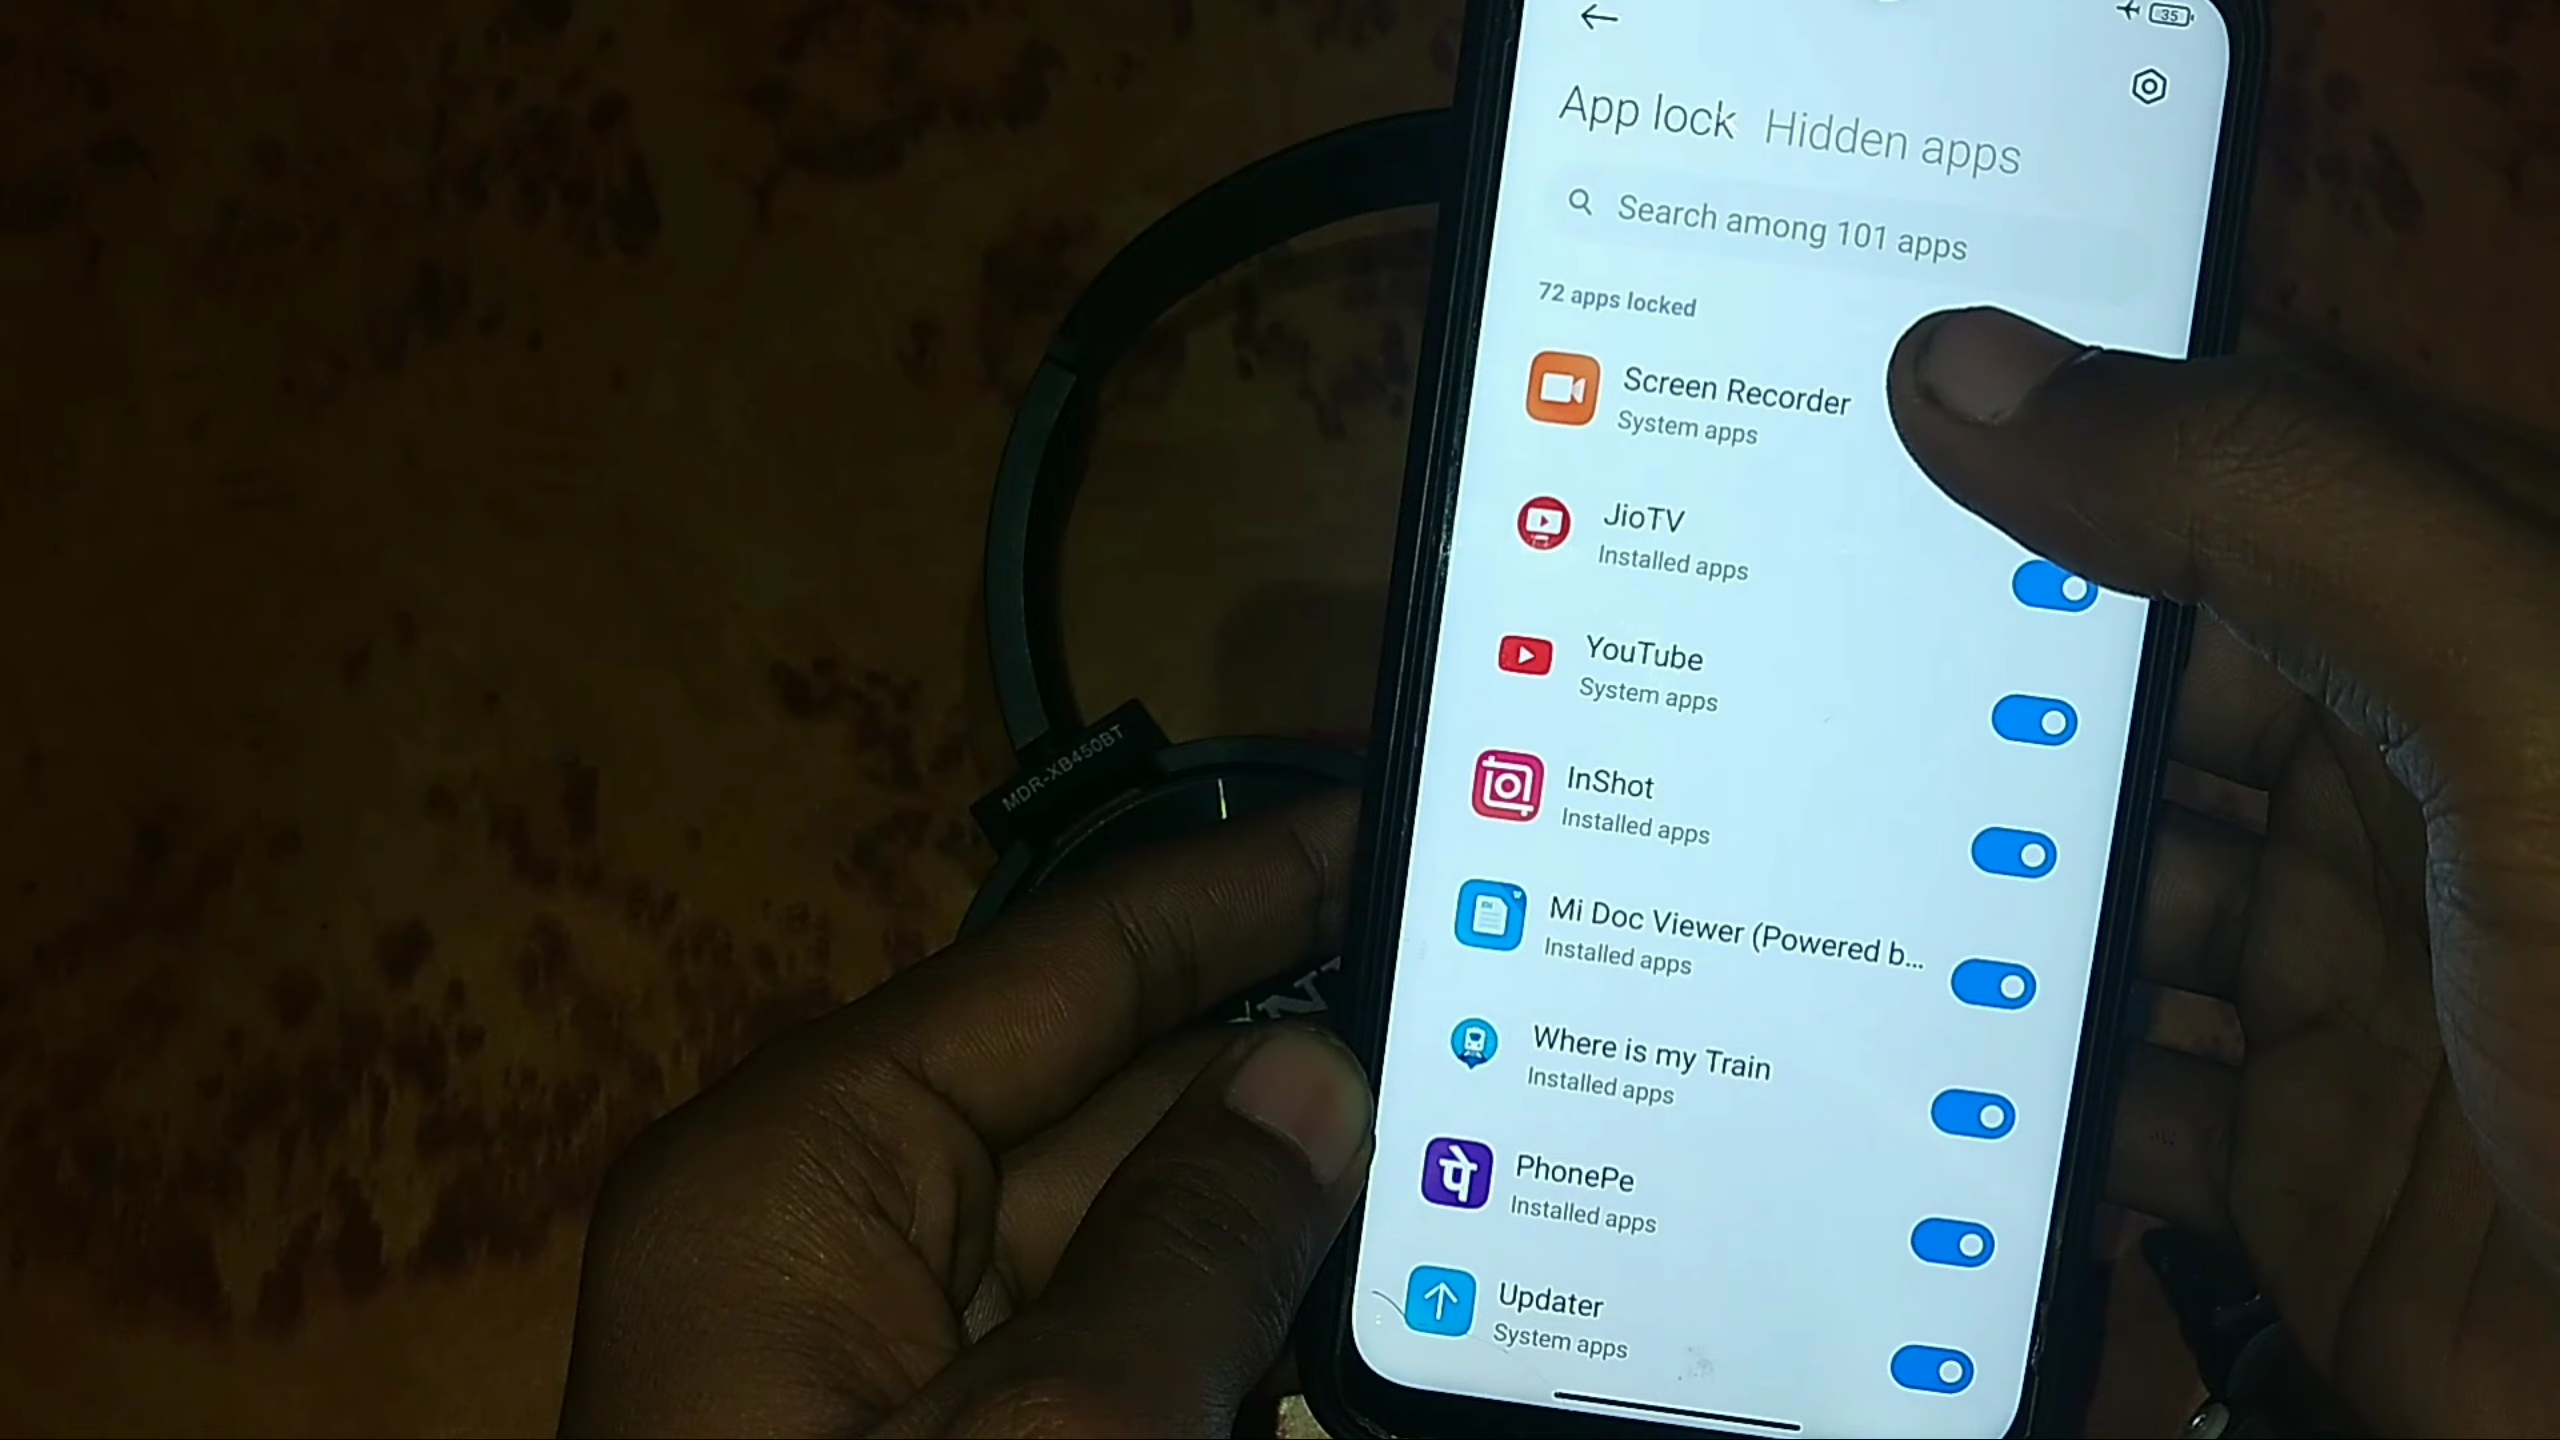 35
App lock Hidden apps
Search among 101 apps
72 apps locked
Screen Recorder
System apps
JioTV
Installed apps
YouTube
System apps
InShot
Installed apps
Mi Doc Viewer (Powered b...
Installed apps
Where is my Train
Installed apps
पे
PhonePe
Installed apps
Updater
System apps
MDR-XB450BT